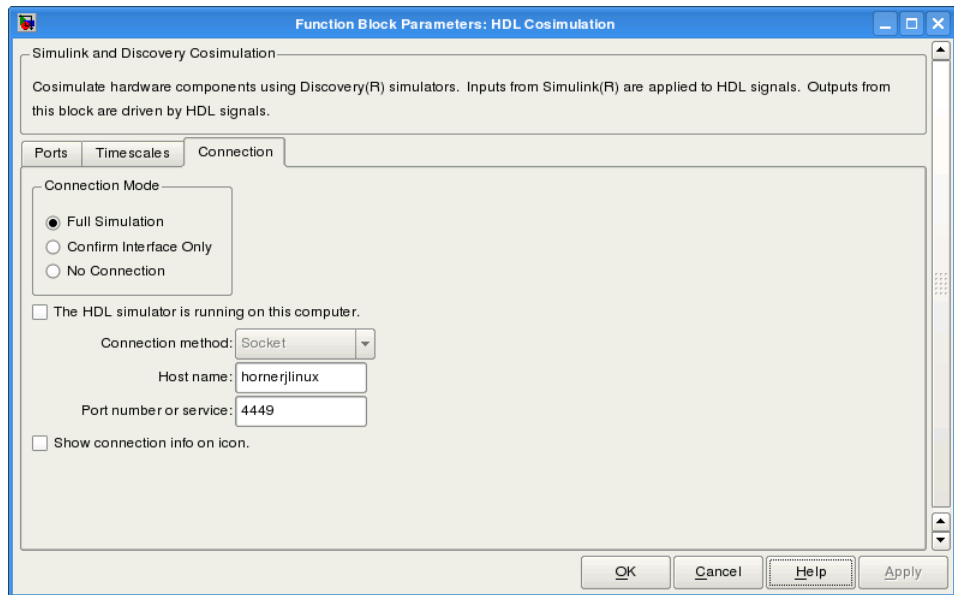 Function Block Parameters: HDL Cosimulation
Simulink and Discovery Cosimulation
Cosimulate hardware components using Discovery(R) simulators. Inputs from Simulink(R) are applied to HDL signals. Outputs from
this block are driven by HDL signals.
Ports Timescales Connection
Connection Mode
Full Simulation
Confirm Interface Only
No Connection
The HDL simulator is running on this computer.
Connection method: Socket
Host name: hornerjlinux
Port number or service: 4449
Show connection info on icon.
OK Cancel Help Apply